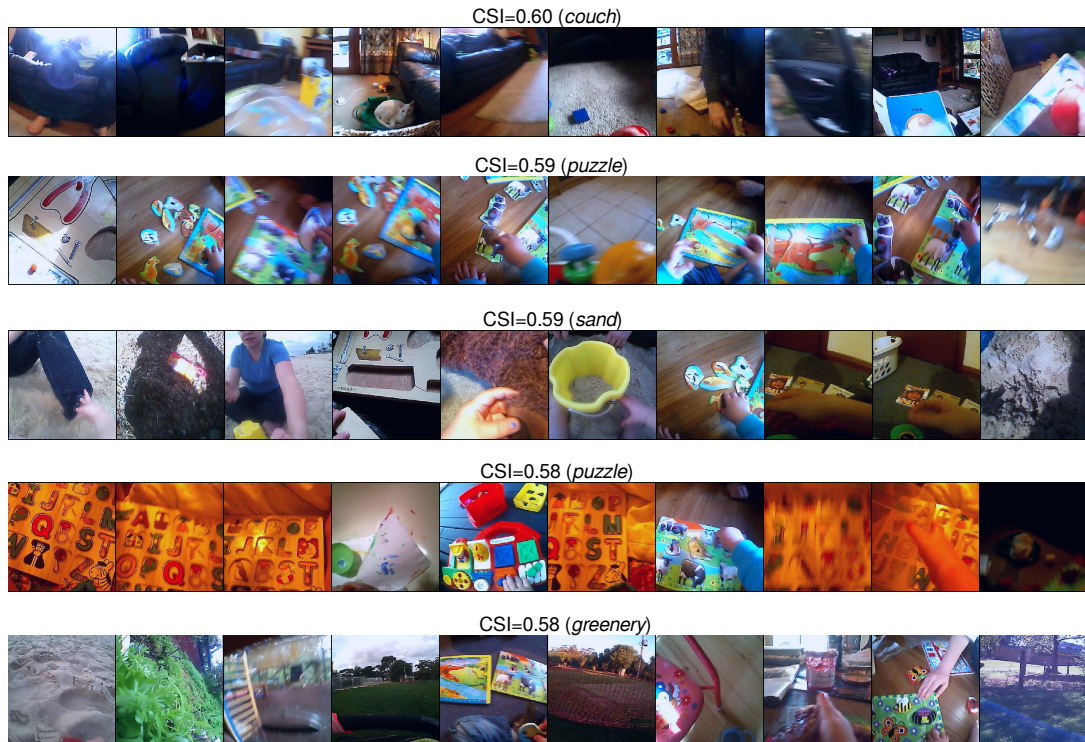 CSI=0.60 (couch)
CSI=0.59 (puzzle)
CSI=0.59 (sand)
CSI=0.58 (puzzle)
CSI=0.58 (greenery)